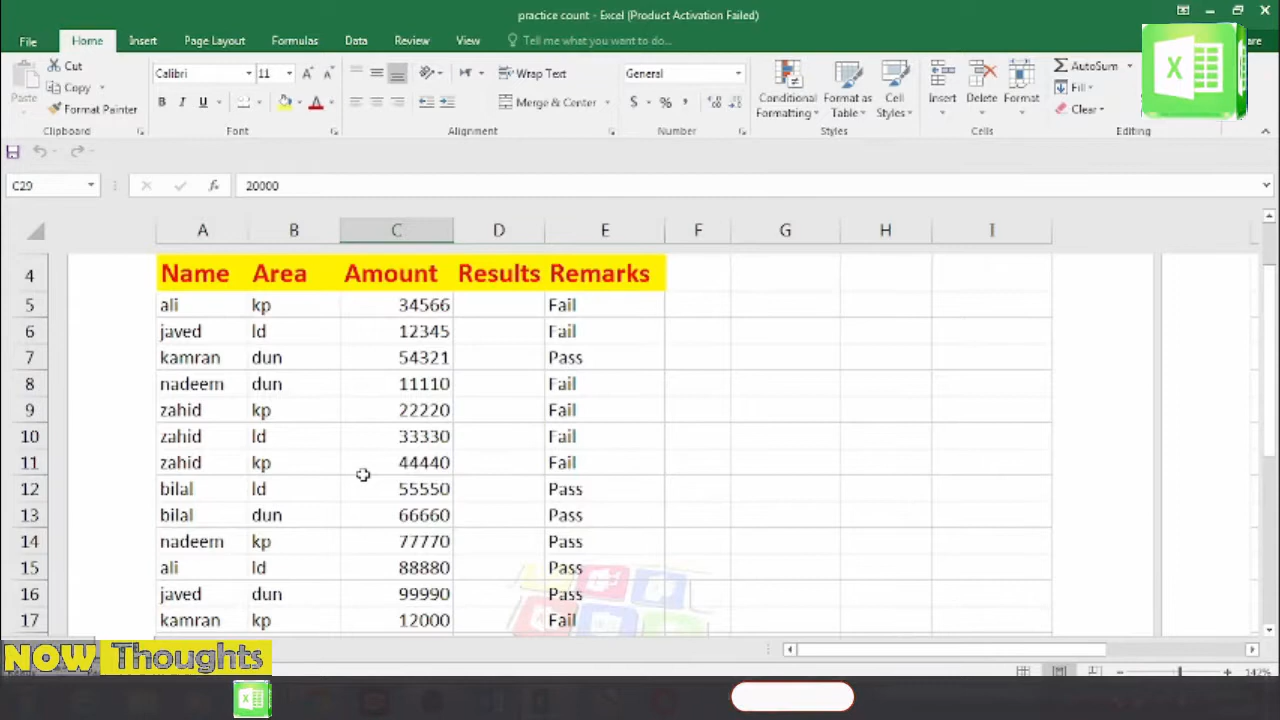 practice count - Excel (Product Activation Failed)
File Home Insert Page Layout Formulas Data Review View Tell me what you want to do...
Paste Cut Copy Format Painter Clipboard
Calibri 11 B I U A Font
Wrap Text Merge & Center Alignment
General $ % , Number
Conditional Formatting Format as Table Cell Styles Styles
Insert Delete Format Cells
AutoSum Fill Clear Editing
C29 fx 20000
A B C D E F G H I
4 Name Area Amount Results Remarks
5 ali kp 34566 Fail
6 javed ld 12345 Fail
7 kamran dun 54321 Pass
8 nadeem dun 11110 Fail
9 zahid kp 22220 Fail
10 zahid ld 33330 Fail
11 zahid kp 44440 Fail
12 bilal ld 55550 Pass
13 bilal dun 66660 Pass
14 nadeem kp 77770 Pass
15 ali ld 88880 Pass
16 javed dun 99990 Pass
17 kamran kp 12000 Fail
NOW Thoughts
142%